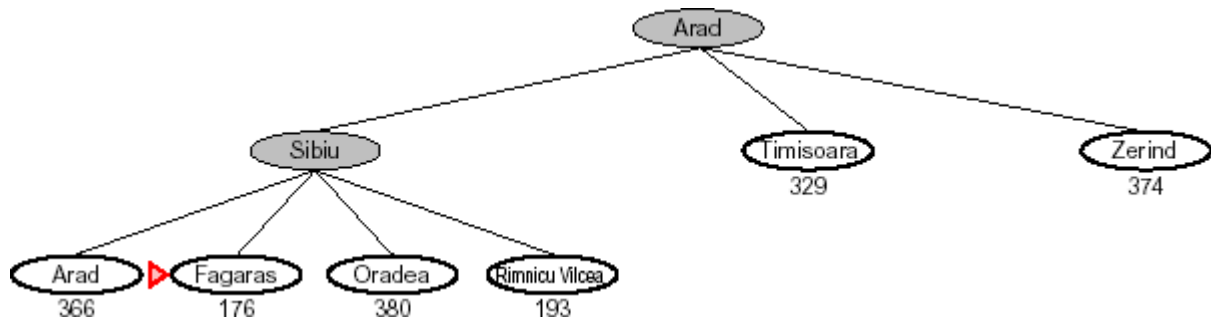 Arad
Sibiu
Timisoara
Zerind
329
374
Arad
Fagaras
Oradea
Rimnicu Vilcea
366
176
380
193